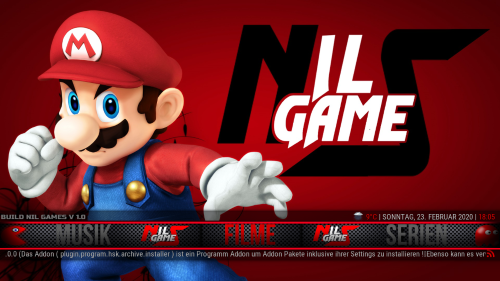 M
NS
IL
GAME
BUILD NIL GAMES V 1.0
°C | SONNTAG, 23. FEBRUAR 2020 |
MUSIK NIL GAME FILME NIL GAME SERIEN
.0.0 (Das Addon ( plugin.program.hsk.archive.installer ) ist ein Programm Addon um Addon Pakete inklusive ihrer Settings zu installieren !)Ebenso kann es ver